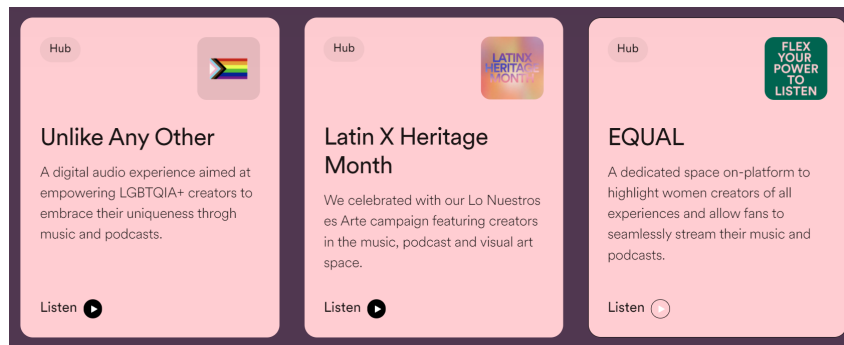 Hub
Unlike Any Other
A digital audio experience aimed at
empowering LGBTQIA+ creators to
embrace their uniqueness throgh
music and podcasts.
Listen
Hub
LATINX
HERITAGE
MONTH
Latin X Heritage
Month
We celebrated with our Lo Nuestros
es Arte campaign featuring creators
in the music, podcast and visual art
space.
Listen
Hub
FLEX
YOUR
POWER
TO
LISTEN
EQUAL
A dedicated space on-platform to
highlight women creators of all
experiences and allow fans to
seamlessly stream their music and
podcasts.
Listen